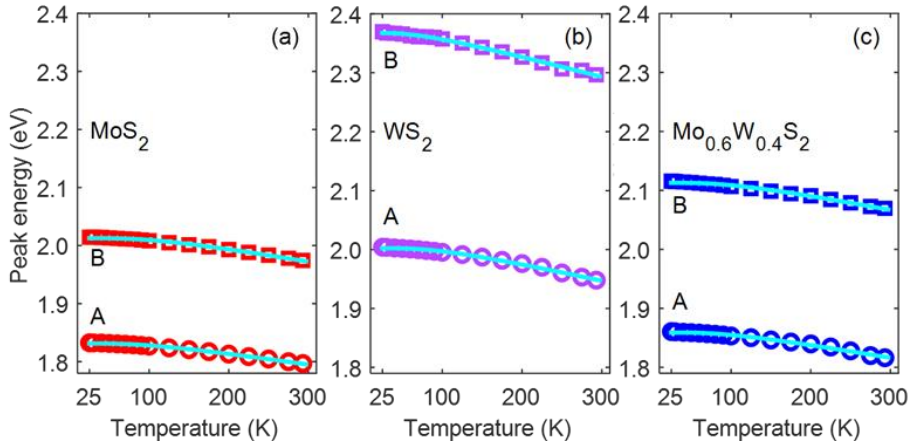 Peak energy (eV)
2.4
2.3
2.2
2.1
2.0
1.9
1.8
(a)
MoS2
B
A
25 100 200 300
Temperature (K)
2.4
2.3
2.2
2.1
2.0
1.9
1.8
(b)
B
WS2
A
25 100 200 300
Temperature (K)
2.4
2.3
2.2
2.1
2.0
1.9
1.8
(c)
Mo0.6W0.4S2
B
A
25 100 200 300
Temperature (K)